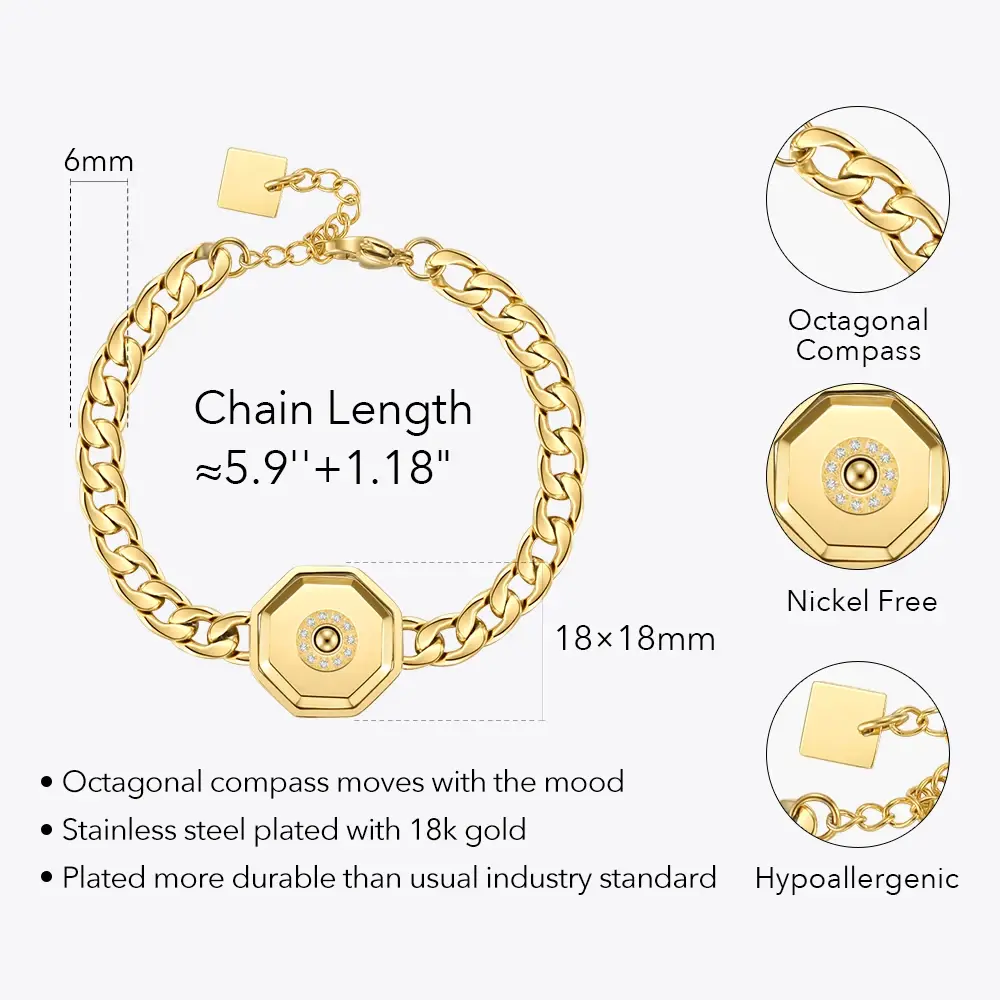 6mm
Chain Length
≈5.9''+1.18"
18×18mm
Octagonal
Compass
Nickel Free
Hypoallergenic
• Octagonal compass moves with the mood
• Stainless steel plated with 18k gold
• Plated more durable than usual industry standard